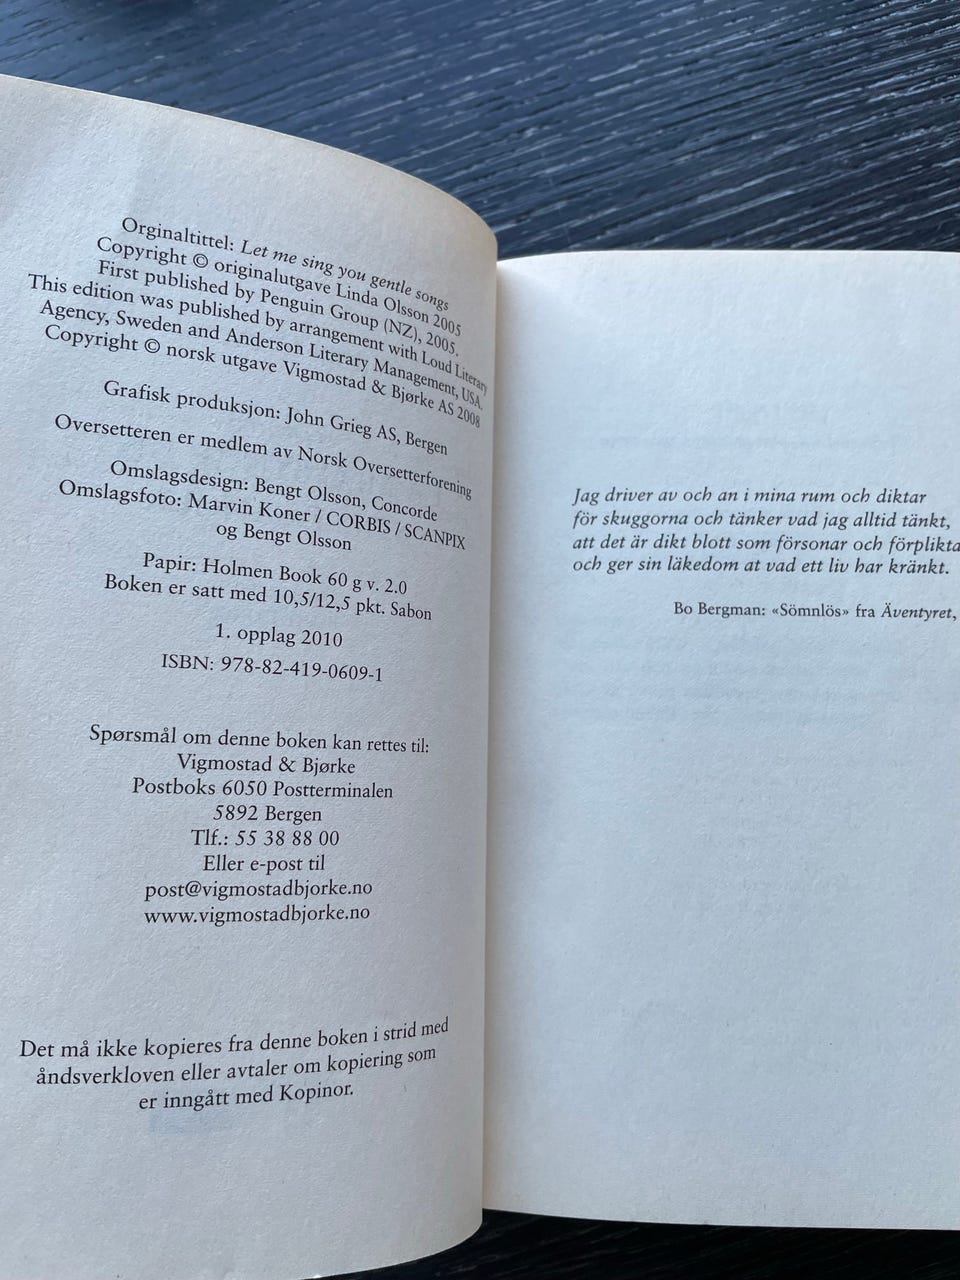 Orginaltittel: Let me sing you gentle songs
Copyright © originalutgave Linda Olsson 2005
First published by Penguin Group (NZ), 2005.
This edition was published by arrangement with Loud Literary
Agency, Sweden and Anderson Literary Management, USA.
Copyright © norsk utgave Vigmostad & Bjørke AS 2008
Grafisk produksjon: John Grieg AS, Bergen
Oversetteren er medlem av Norsk Oversetterforening
Omslagsdesign: Bengt Olsson, Concorde
Omslagsfoto: Marvin Koner / CORBIS / SCANPIX
og Bengt Olsson
Papir: Holmen Book 60 g v. 2.0
Boken er satt med 10,5/12,5 pkt. Sabon
1. opplag 2010
ISBN: 978-82-419-0609-1
Spørsmål om denne boken kan rettes til:
Vigmostad & Bjørke
Postboks 6050 Postterminalen
5892 Bergen
Tlf.: 55 38 88 00
Eller e-post til
post@vigmostadbjorke.no
www.vigmostadbjorke.no
Det må ikke kopieres fra denne boken i strid med
åndsverkloven eller avtaler om kopiering som
er inngått med Kopinor.
Jag driver av och an i mina rum och diktar
för skuggorna och tänker vad jag alltid tänkt,
att det är dikt blott som försonar och förplikta
och ger sin läkedom at vad ett liv har kränkt.
Bo Bergman: «Sömnlös» fra Äventyret,